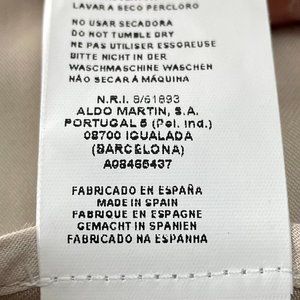 LAVAR A SECO PERCLORO
NO USAR SECADORA
DO NOT TUMBLE DRY
NE PAS UTILISER ESSOREUSE
BITTE NICHT IN DER
WASCHMASCHINE WASCHEN
NÃO SECAR Á MÁQUINA
N.R.I. 8/61893
ALDO MARTIN, S.A.
PORTUGAL 5 (Pol. Ind.)
08700 IGUALADA
(BARCELONA)
A08465437
FABRICADO EN ESPAÑA
MADE IN SPAIN
FABRIQUE EN ESPAGNE
GEMACHT IN SPANIEN
FABRICADO NA ESPANHA